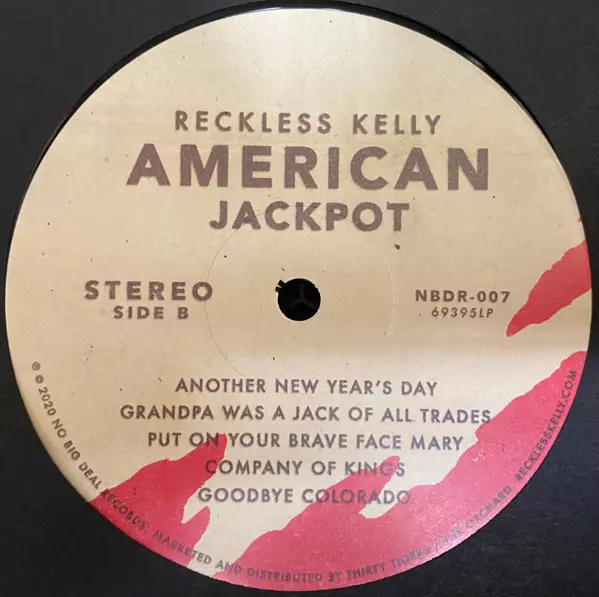 RECKLESS KELLY
AMERICAN
JACKPOT
STEREO
SIDE B
NBDR-007
69395LP
ANOTHER NEW YEAR'S DAY
GRANDPA WAS A JACK OF ALL TRADES
PUT ON YOUR BRAVE FACE MARY
COMPANY OF KINGS
GOODBYE COLORADO
℗ © 2020 NO BIG DEAL RECORDS. MARKETED AND DISTRIBUTED BY THIRTY TIGERS / THE ORCHARD. RECKLESSKELLY.COM